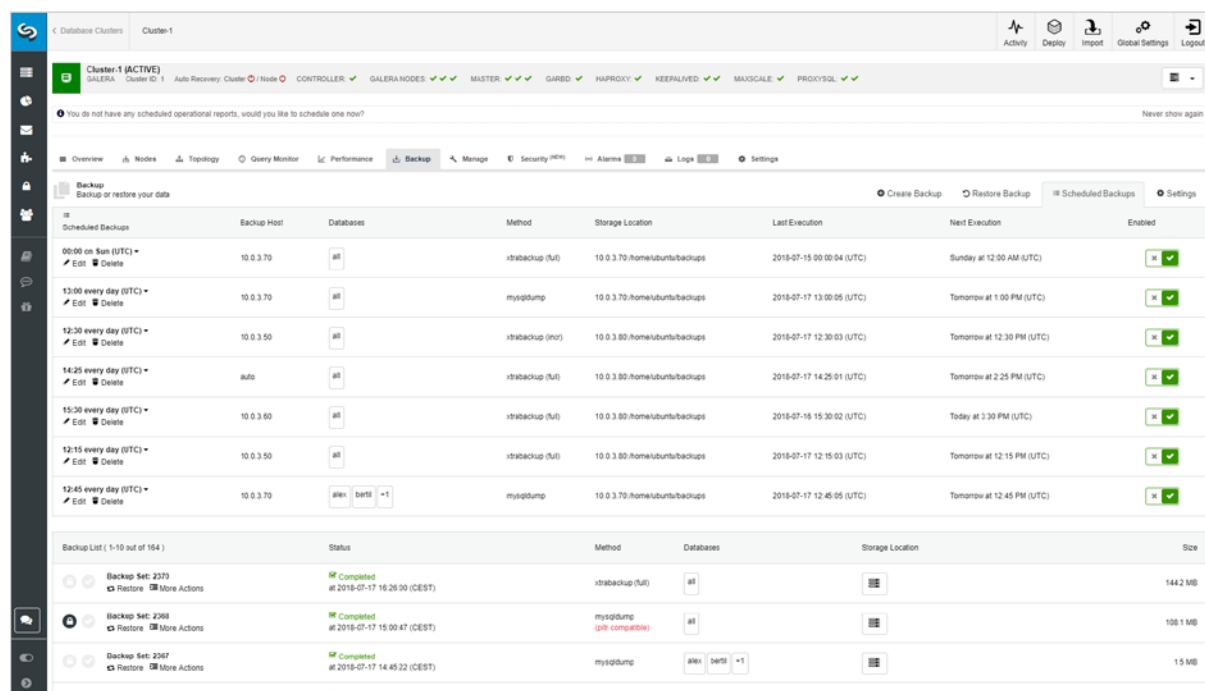 Database Clusters Cluster-1
Activity Deploy Import Global Settings Logout
Cluster-1 (ACTIVE)
GALERA Cluster ID: 1 Auto Recovery: Cluster / Node CONTROLLER: GALERA NODES: MASTER: GARBD: HAPROXY: KEEPALIVED: MAXSCALE: PROXYSQL:
You do not have any scheduled operational reports, would you like to schedule one now? Never show again
Overview Nodes Topology Query Monitor Performance Backup Manage Security (NEW) Alarms 0 Logs 0 Settings
Backup
Backup or restore your data
Create Backup Restore Backup Scheduled Backups Settings
Scheduled Backups Backup Host Databases Method Storage Location Last Execution Next Execution Enabled
00:00 on Sun (UTC)
Edit Delete
10.0.3.70 all xtrabackup (full) 10.0.3.70:/home/ubuntu/backups 2018-07-15 00:00:04 (UTC) Sunday at 12:00 AM (UTC)
13:00 every day (UTC)
Edit Delete
10.0.3.70 all mysqldump 10.0.3.70:/home/ubuntu/backups 2018-07-17 13:00:05 (UTC) Tomorrow at 1:00 PM (UTC)
12:30 every day (UTC)
Edit Delete
10.0.3.50 all xtrabackup (incr) 10.0.3.80:/home/ubuntu/backups 2018-07-17 12:30:03 (UTC) Tomorrow at 12:30 PM (UTC)
14:25 every day (UTC)
Edit Delete
auto all xtrabackup (full) 10.0.3.80:/home/ubuntu/backups 2018-07-17 14:25:01 (UTC) Tomorrow at 2:25 PM (UTC)
15:30 every day (UTC)
Edit Delete
10.0.3.60 all xtrabackup (full) 10.0.3.80:/home/ubuntu/backups 2018-07-16 15:30:02 (UTC) Today at 3:30 PM (UTC)
12:15 every day (UTC)
Edit Delete
10.0.3.50 all xtrabackup (full) 10.0.3.80:/home/ubuntu/backups 2018-07-17 12:15:03 (UTC) Tomorrow at 12:15 PM (UTC)
12:45 every day (UTC)
Edit Delete
10.0.3.70 alex bertil +1 mysqldump 10.0.3.70:/home/ubuntu/backups 2018-07-17 12:45:05 (UTC) Tomorrow at 12:45 PM (UTC)
Backup List ( 1-10 out of 164 ) Status Method Databases Storage Location Size
Backup Set: 2370
Restore More Actions
Completed
at 2018-07-17 16:26:00 (CEST)
xtrabackup (full) all 144.2 MB
Backup Set: 2368
Restore More Actions
Completed
at 2018-07-17 15:00:47 (CEST)
mysqldump
(pitr compatible)
all 108.1 MB
Backup Set: 2367
Restore More Actions
Completed
at 2018-07-17 14:45:22 (CEST)
mysqldump alex bertil +1 1.5 MB